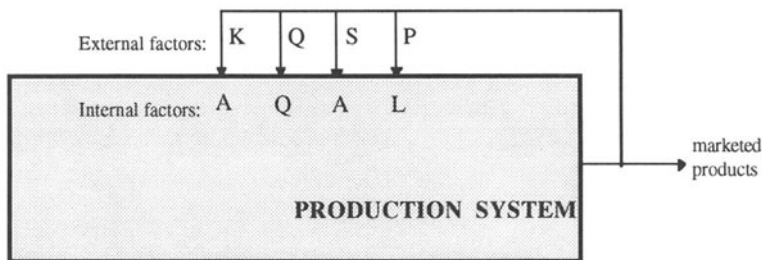 External factors: K Q S P
Internal factors: A Q A L
marketed
products
PRODUCTION SYSTEM